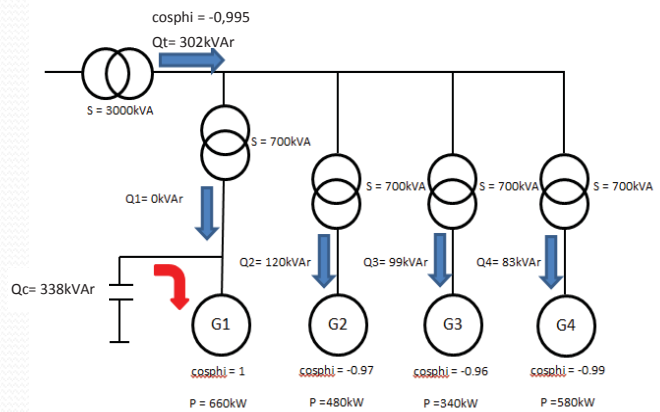 cosphi = -0,995
Qt= 302kVAr
S = 3000kVA
S = 700kVA
S = 700kVA
S = 700kVA
S = 700kVA
Q1= 0kVAr
Q2= 120kVAr
Q3= 99kVAr
Q4= 83kVAr
Qc= 338kVAr
G1
G2
G3
G4
cosphi = 1
cosphi = -0.97
cosphi = -0.96
cosphi = -0.99
P = 660kW
P =480kW
P =340kW
P =580kW